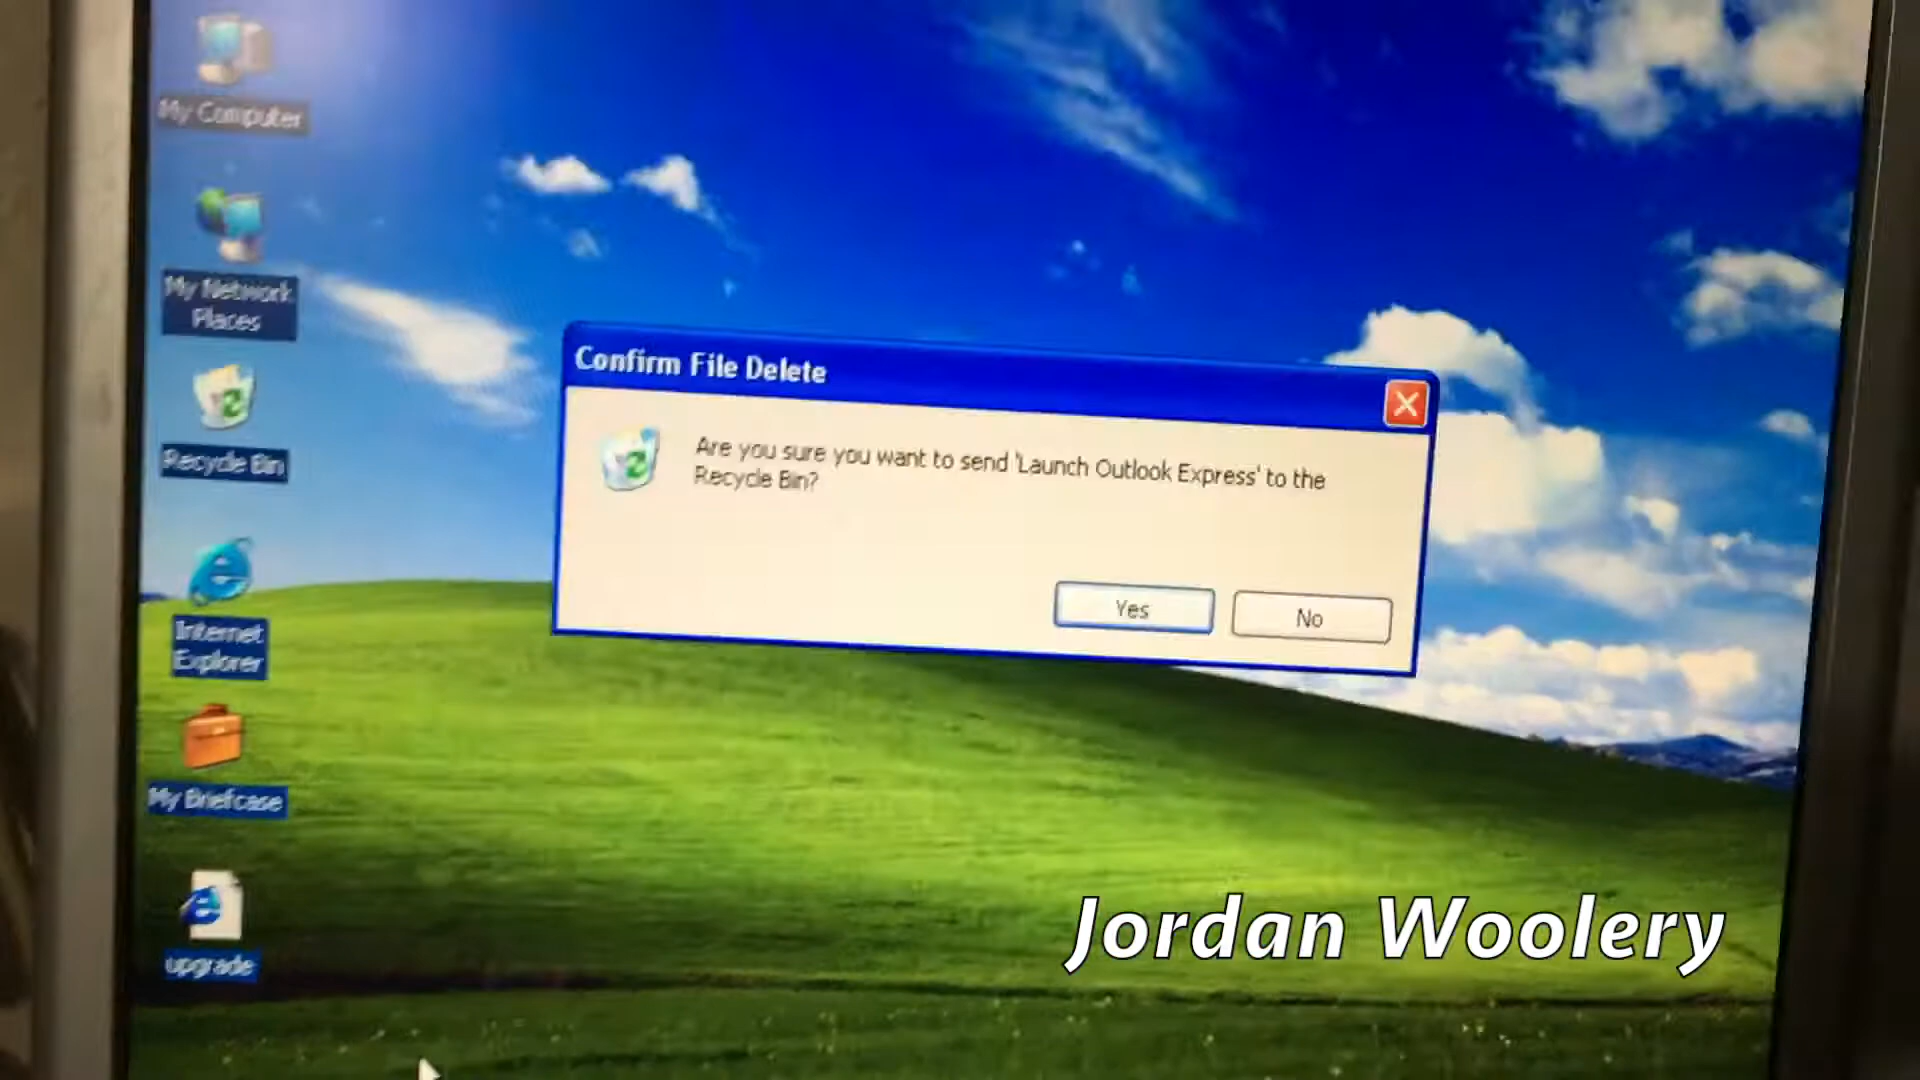 My Computer
My Network
Places
Recycle Bin
Internet
Explorer
My Briefcase
upgrade
Confirm File Delete
Are you sure you want to send 'Launch Outlook Express' to the
Recycle Bin?
Yes
No
Jordan Woolery